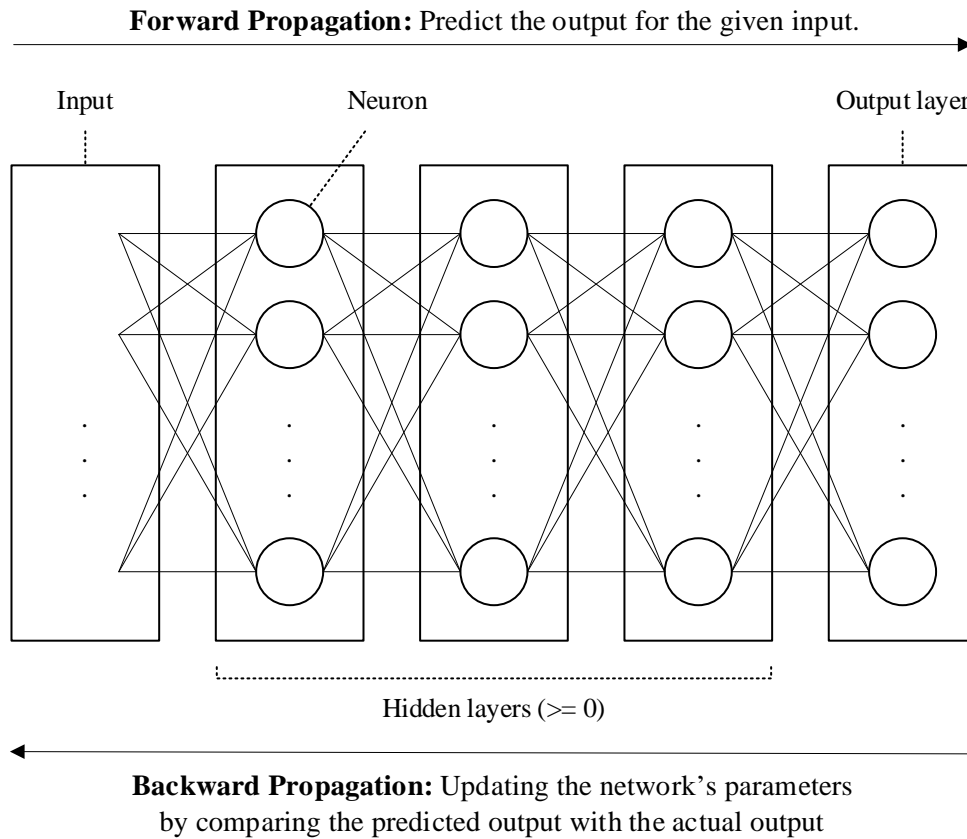 Forward Propagation: Predict the output for the given input.
Input
Neuron
Output layer
Hidden layers (>= 0)
Backward Propagation: Updating the network’s parameters
by comparing the predicted output with the actual output